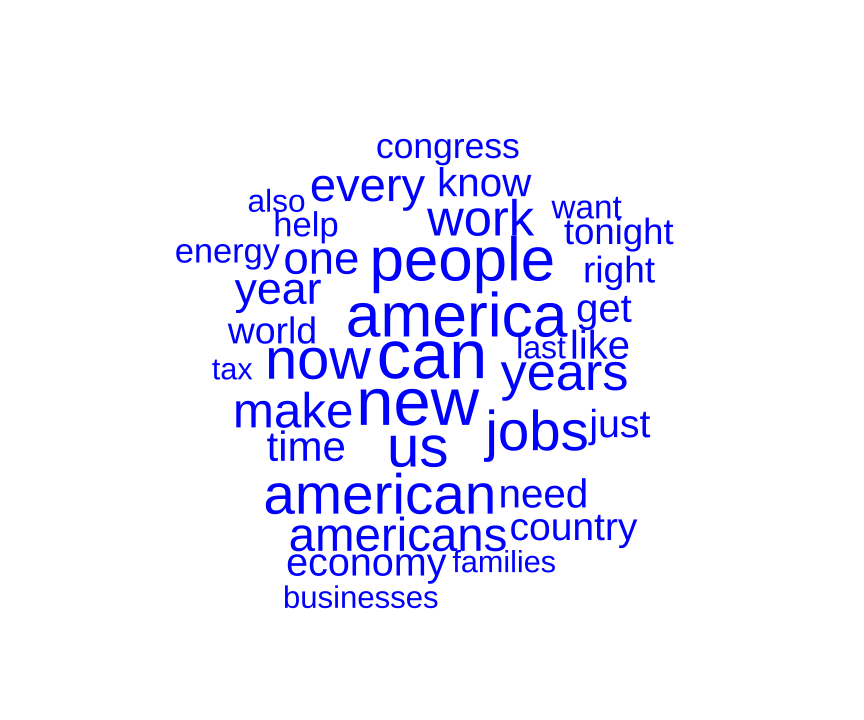 congress
every know
also
work want
help tonight
energy one people right
year
america get
world
now can last like
tax years
make new
jobs just
time us
american need
americans country
economy families
businesses